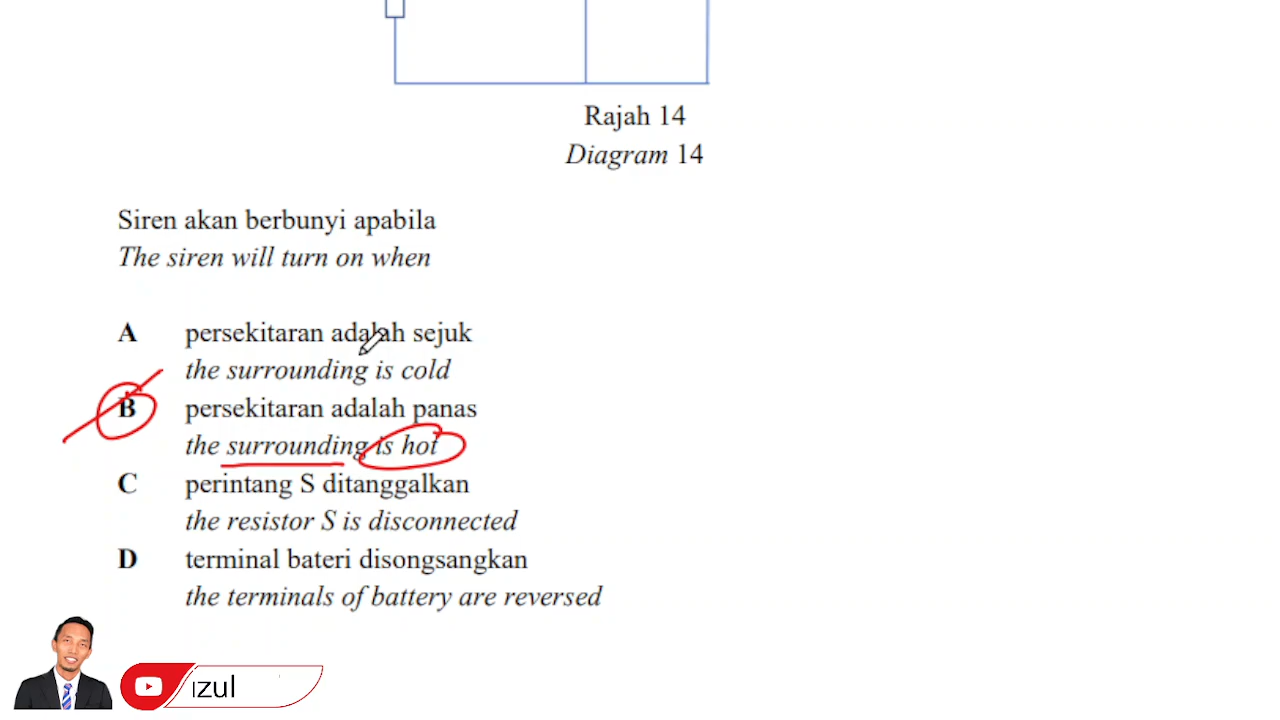 Rajah 14
Diagram 14
Siren akan berbunyi apabila
The siren will turn on when
A persekitaran adalah sejuk
the surrounding is cold
B persekitaran adalah panas
the surrounding is hot
C perintang S ditanggalkan
the resistor S is disconnected
D terminal bateri disongsangkan
the terminals of battery are reversed
izul